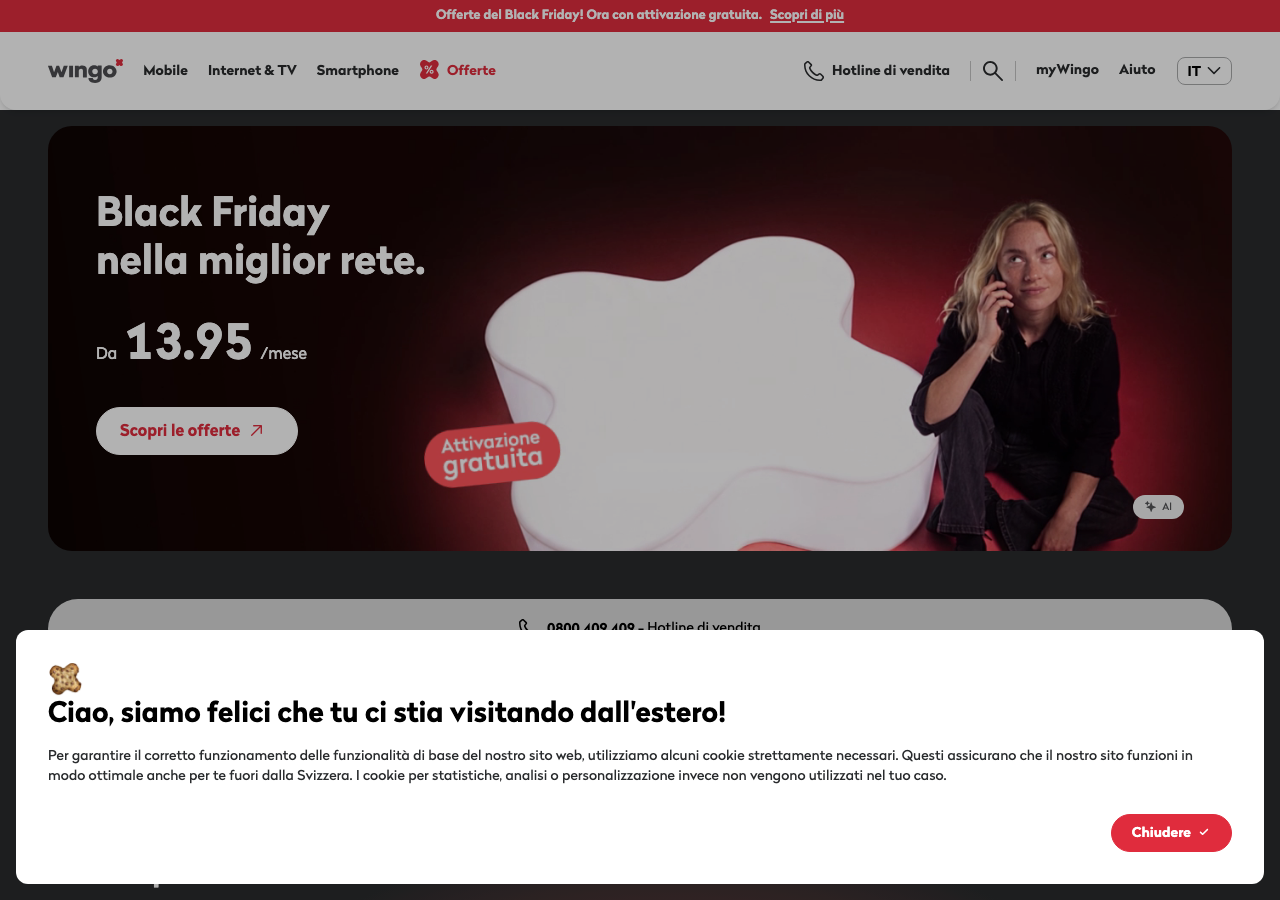 Offerte del Black Friday! Ora con attivazione gratuita. Scopri di più
wingo Mobile Internet & TV Smartphone % Offerte Hotline di vendita myWingo Aiuto IT
Black Friday
nella miglior rete.
Da 13.95 /mese
Scopri le offerte
Attivazione
gratuita
AI
0800 409 409 - Hotline di vendita
Ciao, siamo felici che tu ci stia visitando dall'estero!
Per garantire il corretto funzionamento delle funzionalità di base del nostro sito web, utilizziamo alcuni cookie strettamente necessari. Questi assicurano che il nostro sito funzioni in
modo ottimale anche per te fuori dalla Svizzera. I cookie per statistiche, analisi o personalizzazione invece non vengono utilizzati nel tuo caso.
Chiudere